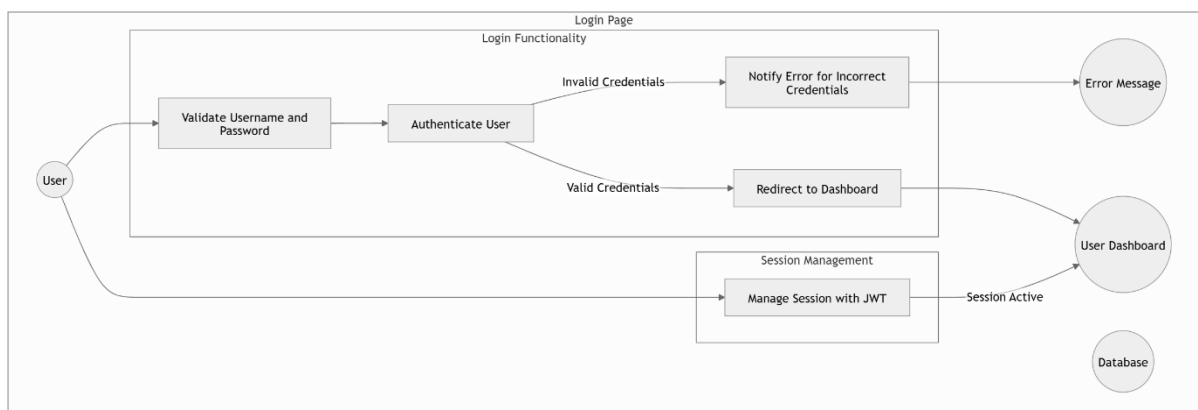 Login Page
Login Functionality
Invalid Credentials
Notify Error for Incorrect
Credentials
Error Message
Validate Username and
Password
Authenticate User
User
Valid Credentials
Redirect to Dashboard
User Dashboard
Session Management
Manage Session with JWT
Session Active
Database